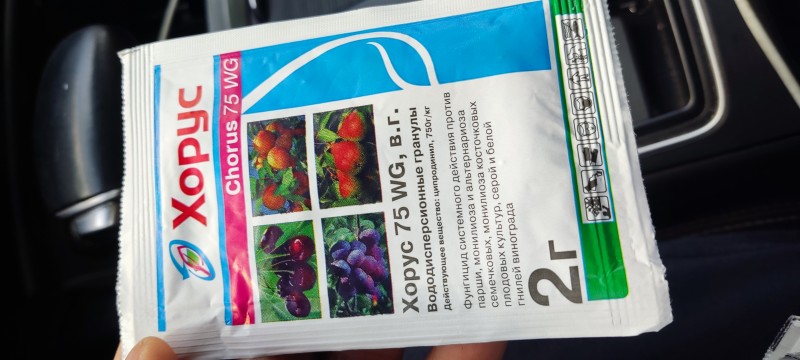 Хорус
Chorus 75 WG
Хорус 75 WG, в.г.
Вододисперсионные гранулы
Действующее вещество: ципродинил, 750г/кг
Фунгицид системного действия против
парши, монилиоза и альтернариоза
семечковых, монилиоза косточковых
плодовых культур, серой и белой
гнилей винограда
2г